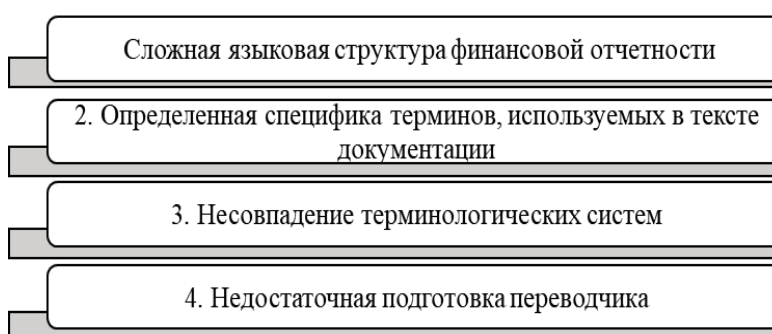 Сложная языковая структура финансовой отчетности
2. Определенная специфика терминов, используемых в тексте
документации
3. Несовпадение терминологических систем
4. Недостаточная подготовка переводчика